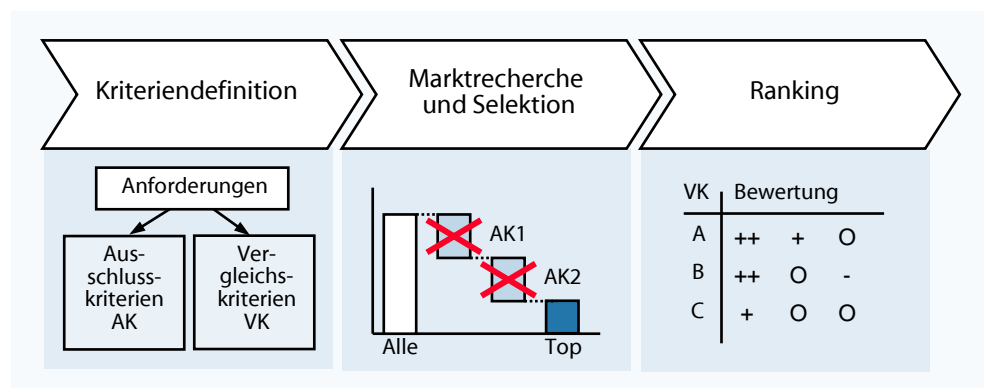 Kriteriendefinition
Marktrecherche
und Selektion
Ranking
Anforderungen
Aus-
schluss-
kriterien
AK
Ver-
gleichs-
kriterien
VK
AK1
AK2
Alle
Top
VK Bewertung
A ++ + O
B ++ O -
C + O O